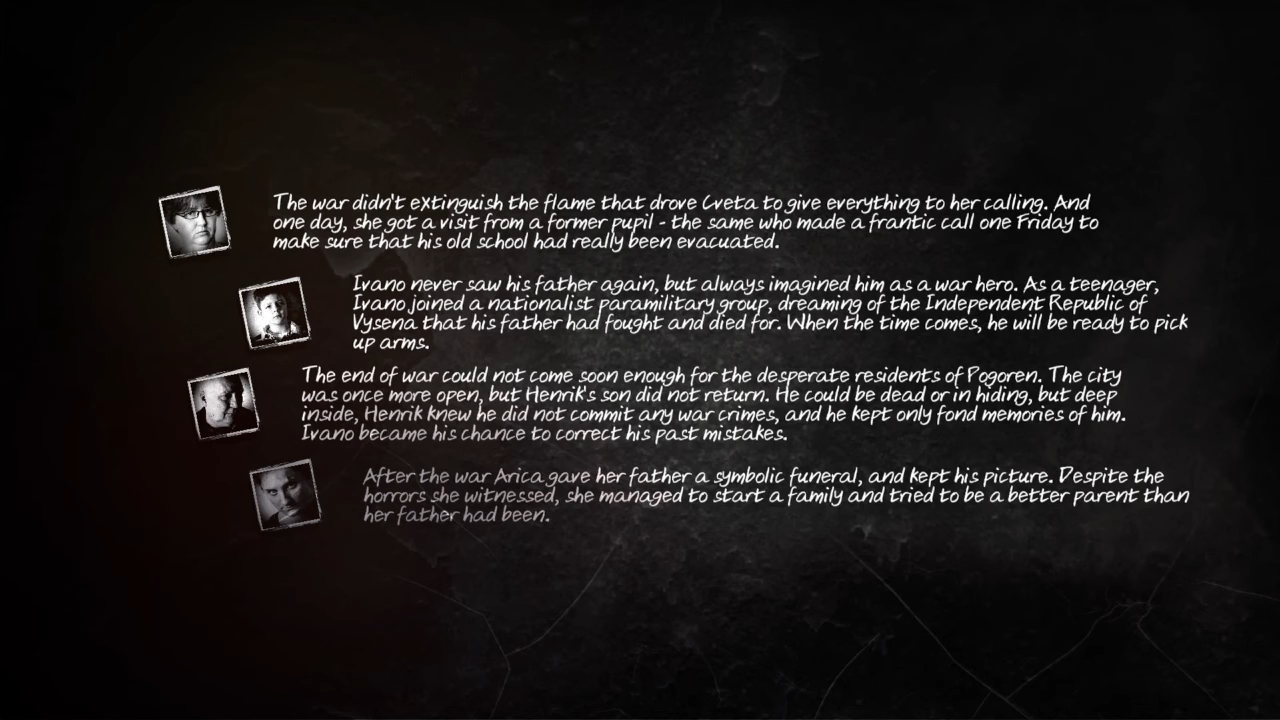 The war didn't extinguish the flame that drove Cveta to give everything to her calling. And
one day, she got a visit from a former pupil - the same who made a frantic call one Friday to
make sure that his old school had really been evacuated.
Ivano never saw his father again, but always imagined him as a war hero. As a teenager,
Ivano joined a nationalist paramilitary group, dreaming of the Independent Republic of
Vysena that his father had fought and died for. When the time comes, he will be ready to pick
up arms.
The end of war could not come soon enough for the desperate residents of Pogoren. The city
was once more open, but Henrik's son did not return. He could be dead or in hiding, but deep
inside, Henrik knew he did not commit any war crimes, and he kept only fond memories of him.
Ivano became his chance to correct his past mistakes.
After the war Arica gave her father a symbolic funeral, and kept his picture. Despite the
horrors she witnessed, she managed to start a family and tried to be a better parent than
her father had been.